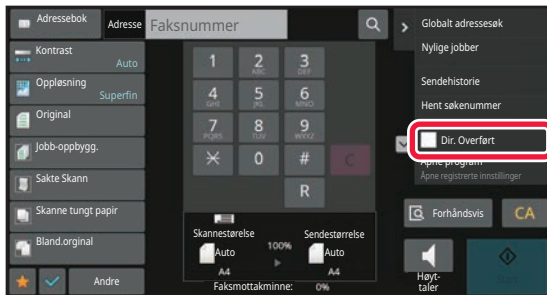 Adressebok
Adresse
Faksnummer
Kontrast
Auto
Oppløsning
Superfin
Original
Jobb-oppbygg.
Sakte Skann
Skanne tungt papir
Bland.orginal
Andre
1
2
ABC
3
DEF
4
GHI
5
JKL
6
MNO
7
PQRS
8
TUV
9
WXYZ
0
#
C
R
Skannestørelse
Auto
A4
100%
Sendestørrelse
Auto
A4
Faksmottakminne:
0%
Globalt adressesøk
Nylige jobber
Sendehistorie
Hent søkenummer
Dir. Overført
Åpne program
Åpne registrerte innstillinger
Forhåndsvis
CA
Høyt-
taler
Start